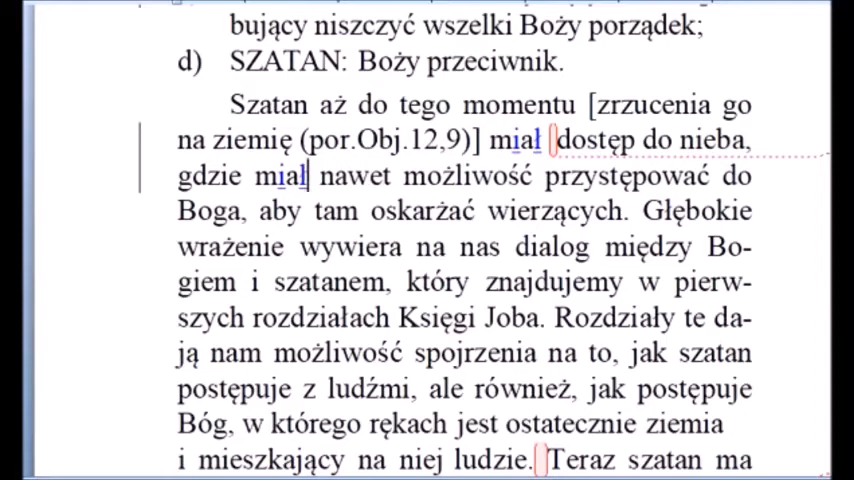 bujący niszczyć wszelki Boży porządek;
d) SZATAN: Boży przeciwnik.
Szatan aż do tego momentu [zrzucenia go
na ziemię (por.Obj.12,9)] miał dostęp do nieba,
gdzie miał nawet możliwość przystępować do
Boga, aby tam oskarżać wierzących. Głębokie
wrażenie wywiera na nas dialog między Bo-
giem i szatanem, który znajdujemy w pierw-
szych rozdziałach Księgi Joba. Rozdziały te da-
ją nam możliwość spojrzenia na to, jak szatan
postępuje z ludźmi, ale również, jak postępuje
Bóg, w którego rękach jest ostatecznie ziemia
i mieszkający na niej ludzie. Teraz szatan ma